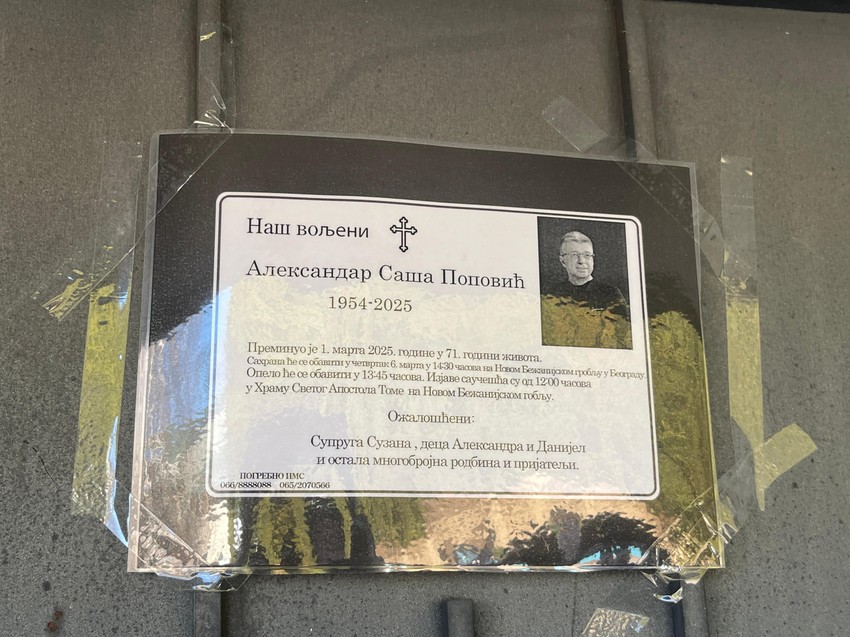 Наш вољени
Александар Саша Поповић
1954-2025
Преминуо је 1. марта 2025. године у 71. години живота.
Сахрана ће се обавити у четвртак 6. марта у 14:30 часова на Новом Бежанијском гробљу у Београду.
Опело ће се обавити у 13:45 часова. Изјаве саучешћа су од 12:00 часова
у Храму Светог Апостола Томе на Новом Бежанијском гобљу.
Ожалошћени:
Супруга Сузана , деца Александра и Данијел
и остала многобројна родбина и пријатељи.
ПОГРЕБНО ИМС
066/8888088 065/2070566